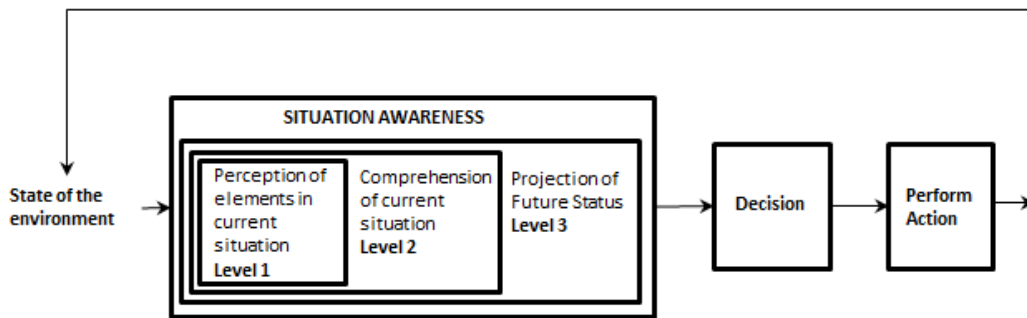 SITUATION AWARENESS
State of the
environment
Perception of
elements in
current
situation
Level 1
Comprehension
of current
situation
Level 2
Projection of
Future Status
Level 3
Decision
Perform
Action